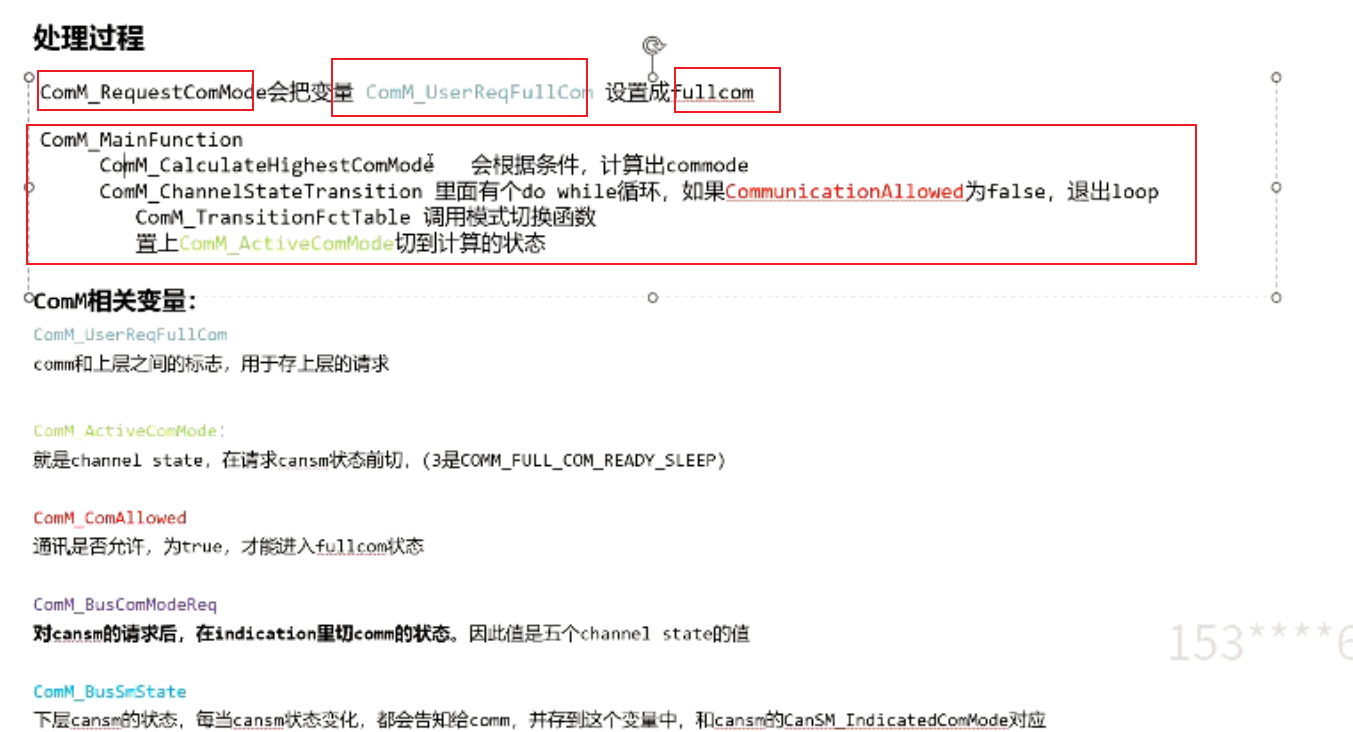 处理过程
ComM_RequestComMode会把变量 ComM_UserReqFullCom 设置成fullcom
ComM_MainFunction
ComM_CalculateHighestComMode 会根据条件，计算出commode
ComM_ChannelStateTransition 里面有个do while循环，如果CommunicationAllowed为false，退出loop
ComM_TransitionFctTable 调用模式切换函数
置上ComM_ActiveComMode切到计算的状态
ComM相关变量：
ComM_UserReqFullCom
comm和上层之间的标志，用于存上层的请求
ComM_ActiveComMode：
就是channel state，在请求cansm状态前切，(3是COMM_FULL_COM_READY_SLEEP)
ComM_ComAllowed
通讯是否允许，为true，才能进入fullcom状态
ComM_BusComModeReq
对cansm的请求后，在indication里切comm的状态。因此值是五个channel state的值
153****6
ComM_BusSmState
下层cansm的状态，每当cansm状态变化，都会告知给comm，并存到这个变量中，和cansm的CanSM_IndicatedComMode对应